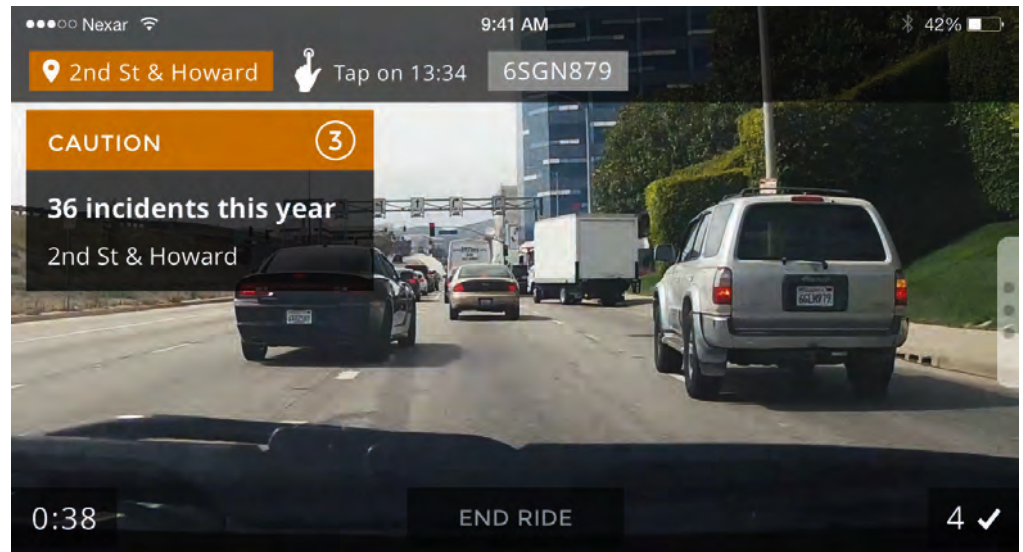 Nexar
9:41 AM
42%
2nd St & Howard
Tap on 13:34
6SGN879
CAUTION
3
36 incidents this year
2nd St & Howard
0:38
END RIDE
4